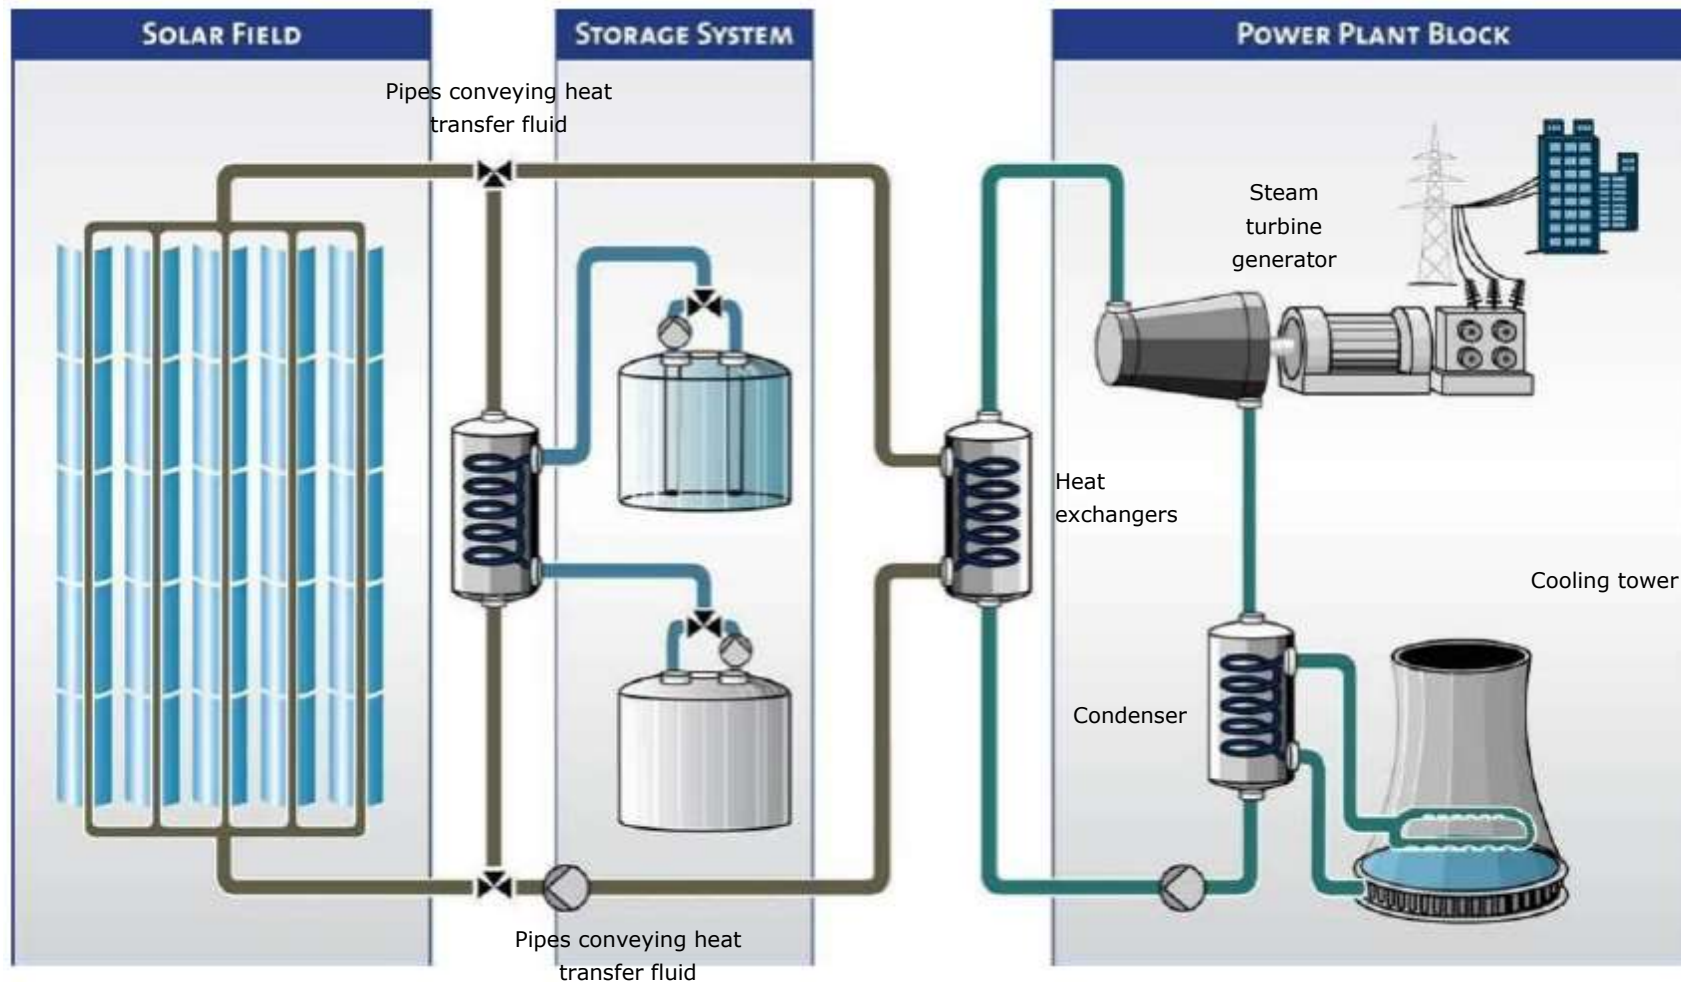 SOLAR FIELD
STORAGE SYSTEM
POWER PLANT BLOCK
Pipes conveying heat
transfer fluid
Steam
turbine
generator
Heat
exchangers
Cooling tower
Condenser
Pipes conveying heat
transfer fluid